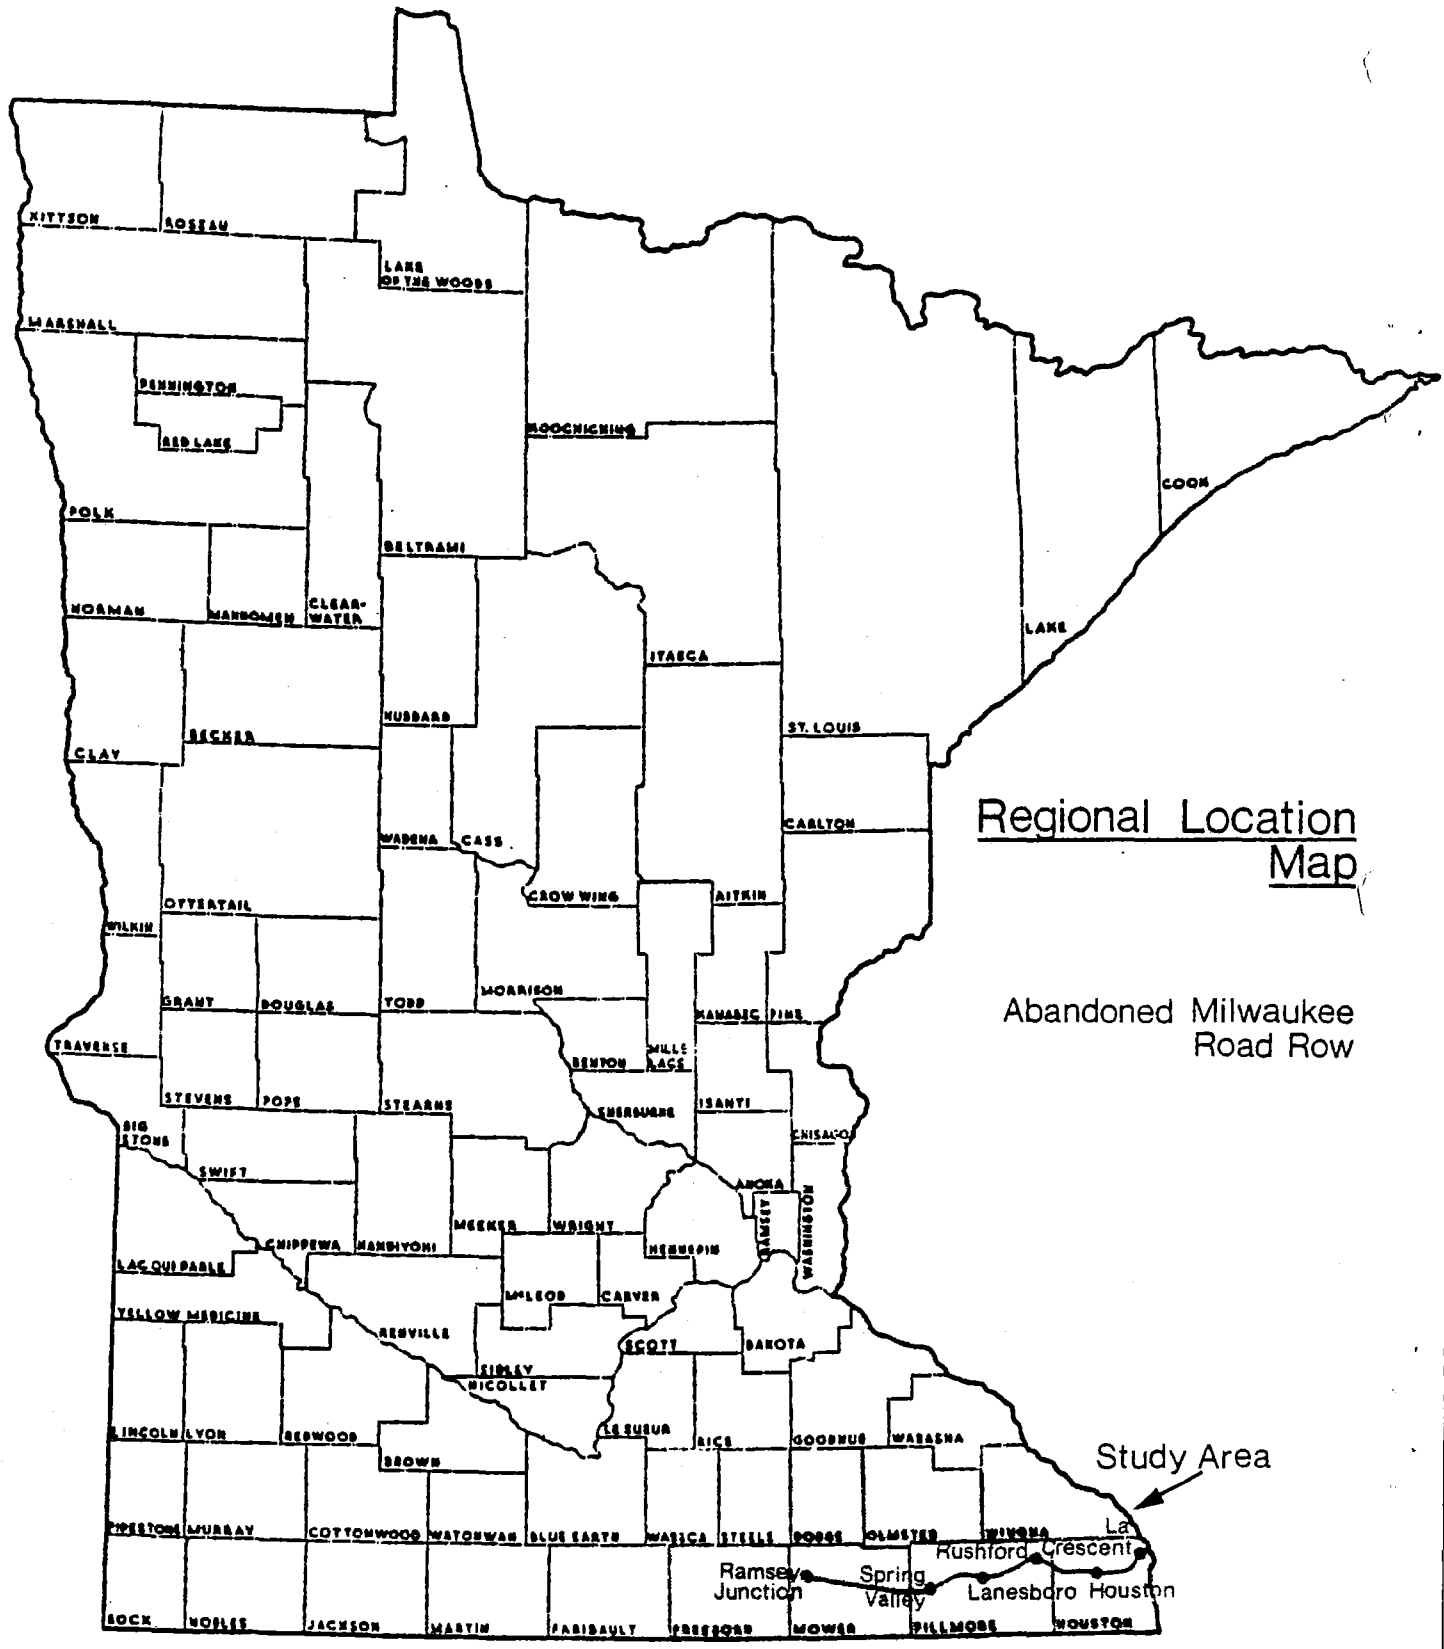 KITTSON
ROSEAU
LAKE
OF THE WOODS
MARSHALL
PENNINGTON
RED LAKE
KOOCHICHING
COOK
POLK
BELTRAMI
NORMAN
MAHNOMEN
CLEAR-
WATER
LAKE
ITASCA
HUBBARD
ST. LOUIS
BECKER
CLAY
Regional Location
Map
CARLTON
WADENA
CASS
CROW WING
AITKIN
OTTERTAIL
WILKIN
MORRISON
GRANT
DOUGLAS
TODD
KANABEC
PINE
Abandoned Milwaukee
Road Row
TRAVERSE
MILLE
LACS
BENTON
STEVENS
POPE
STEARNS
SHERBURNE
ISANTI
BIG
STONE
CHISAGO
SWIFT
ANOKA
RAMSEY
WASHINGTON
MEEKER
WRIGHT
CHIPPEWA
KANDIYOHI
HENNEPIN
LAC QUI PARLE
McLEOD
CARVER
YELLOW MEDICINE
RENVILLE
SCOTT
DAKOTA
SIBLEY
NICOLLET
LINCOLN
LYON
REDWOOD
LE SUEUR
RICE
GOODHUE
WABASHA
BROWN
Study Area
PIPESTONE
MURRAY
COTTONWOOD
WATONWAN
BLUE EARTH
WASECA
STEELE
DODGE
OLMSTED
WINONA
La
Crescent
Rushford
Ramsey
Junction
Spring
Valley
Lanesboro
Houston
ROCK
NOBLES
JACKSON
MARTIN
FARIBAULT
FREEBORN
MOWER
FILLMORE
HOUSTON